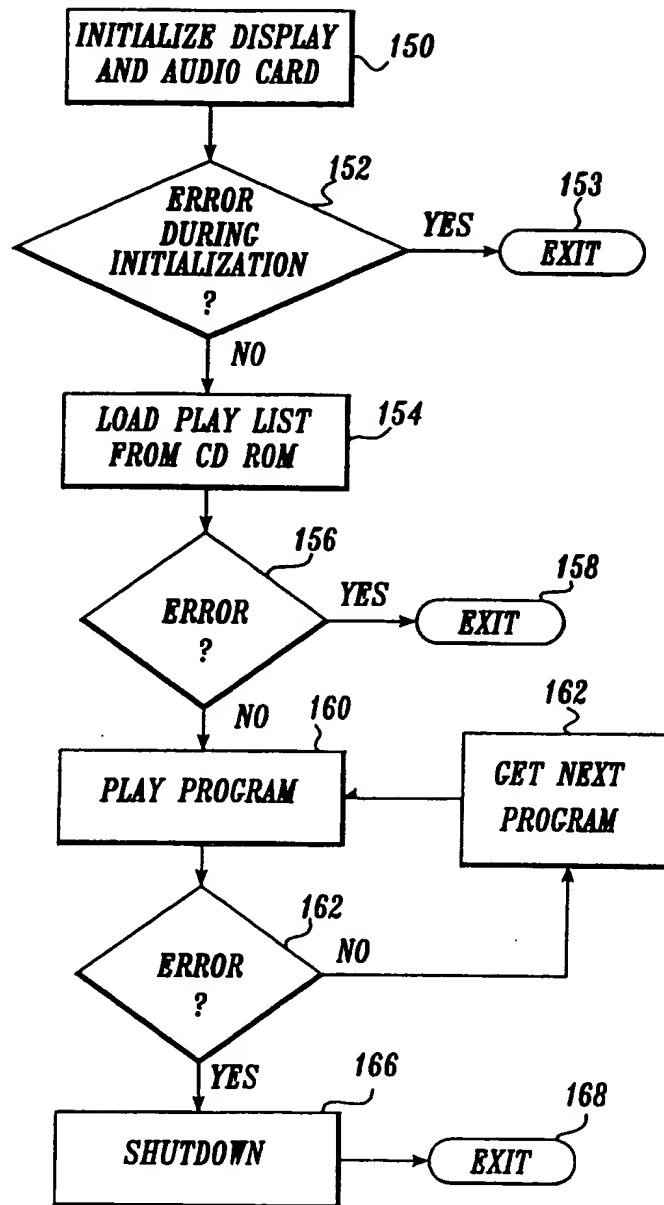 INITIALIZE DISPLAY
AND AUDIO CARD
150
152
ERROR
DURING
INITIALIZATION
?
YES
153
EXIT
NO
LOAD PLAY LIST
FROM CD ROM
154
156
ERROR
?
YES
158
EXIT
NO
160
PLAY PROGRAM
162
GET NEXT
PROGRAM
162
ERROR
?
NO
YES
166
SHUTDOWN
168
EXIT